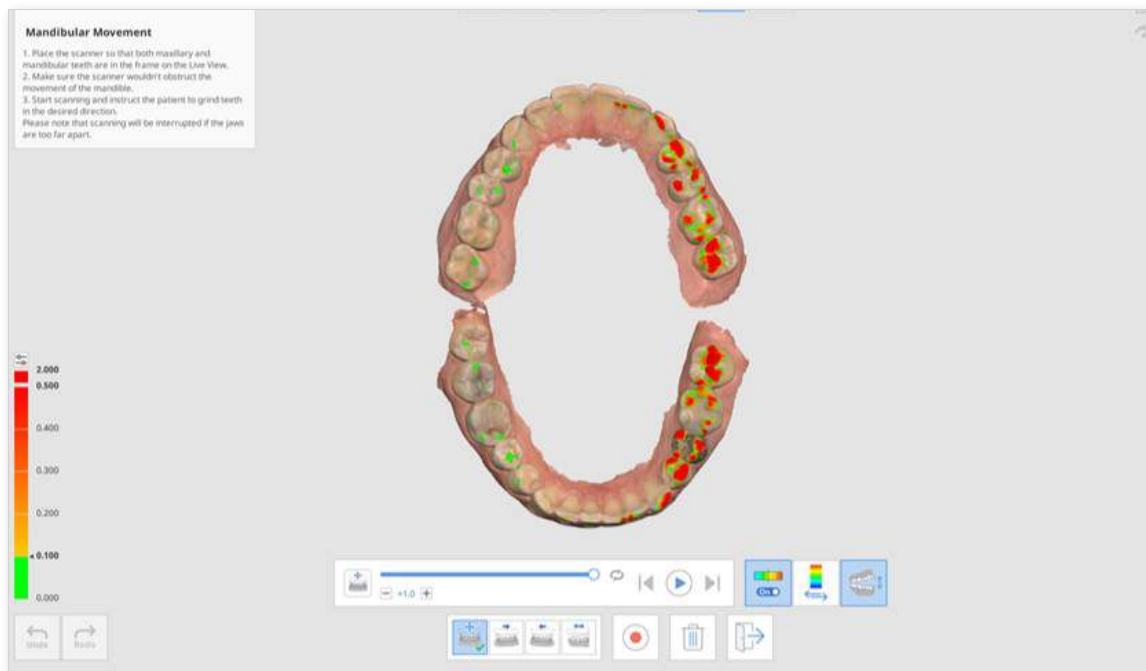 Mandibular Movement
1. Place the scanner so that both maxillary and
mandibular teeth are in the frame on the Live View.
2. Make sure the scanner wouldn't obstruct the
movement of the mandible.
3. Start scanning and instruct the patient to grind teeth
in the desired direction.
Please note that scanning will be interrupted if the jaws
are too far apart.
2.000
0.500
0.400
0.300
0.200
0.100
0.000
×1.0
On
Undo
Redo